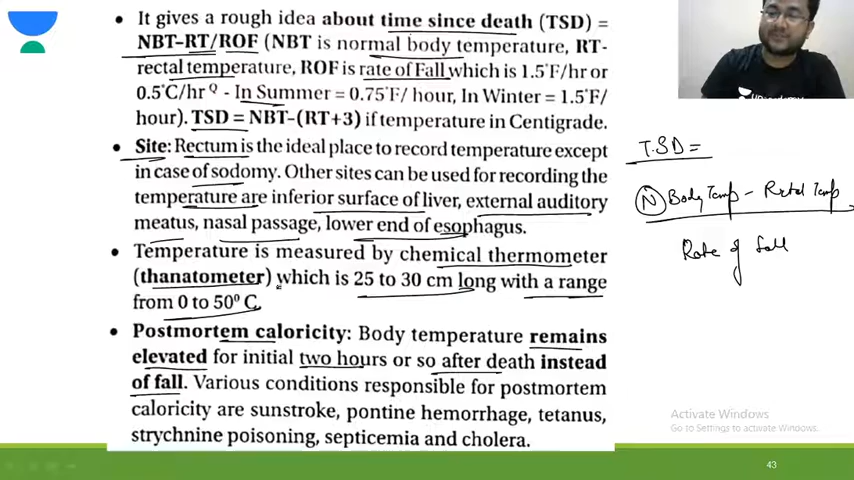 • It gives a rough idea about time since death (TSD) =
NBT–RT/ROF (NBT is normal body temperature, RT-
rectal temperature, ROF is rate of Fall which is 1.5°F/hr or
0.5°C/hr Q - In Summer = 0.75°F/ hour, In Winter = 1.5°F/
hour). TSD = NBT–(RT+3) if temperature in Centigrade.
• Site: Rectum is the ideal place to record temperature except
in case of sodomy. Other sites can be used for recording the
temperature are inferior surface of liver, external auditory
meatus, nasal passage, lower end of esophagus.
• Temperature is measured by chemical thermometer
(thanatometer) which is 25 to 30 cm long with a range
from 0 to 50° C.
• Postmortem caloricity: Body temperature remains
elevated for initial two hours or so after death instead
of fall. Various conditions responsible for postmortem
caloricity are sunstroke, pontine hemorrhage, tetanus,
strychnine poisoning, septicemia and cholera.
T.S.D =
N Body Temp - Rectal Temp
Rate of fall
Activate Windows
Go to Settings to activate Windows.
43